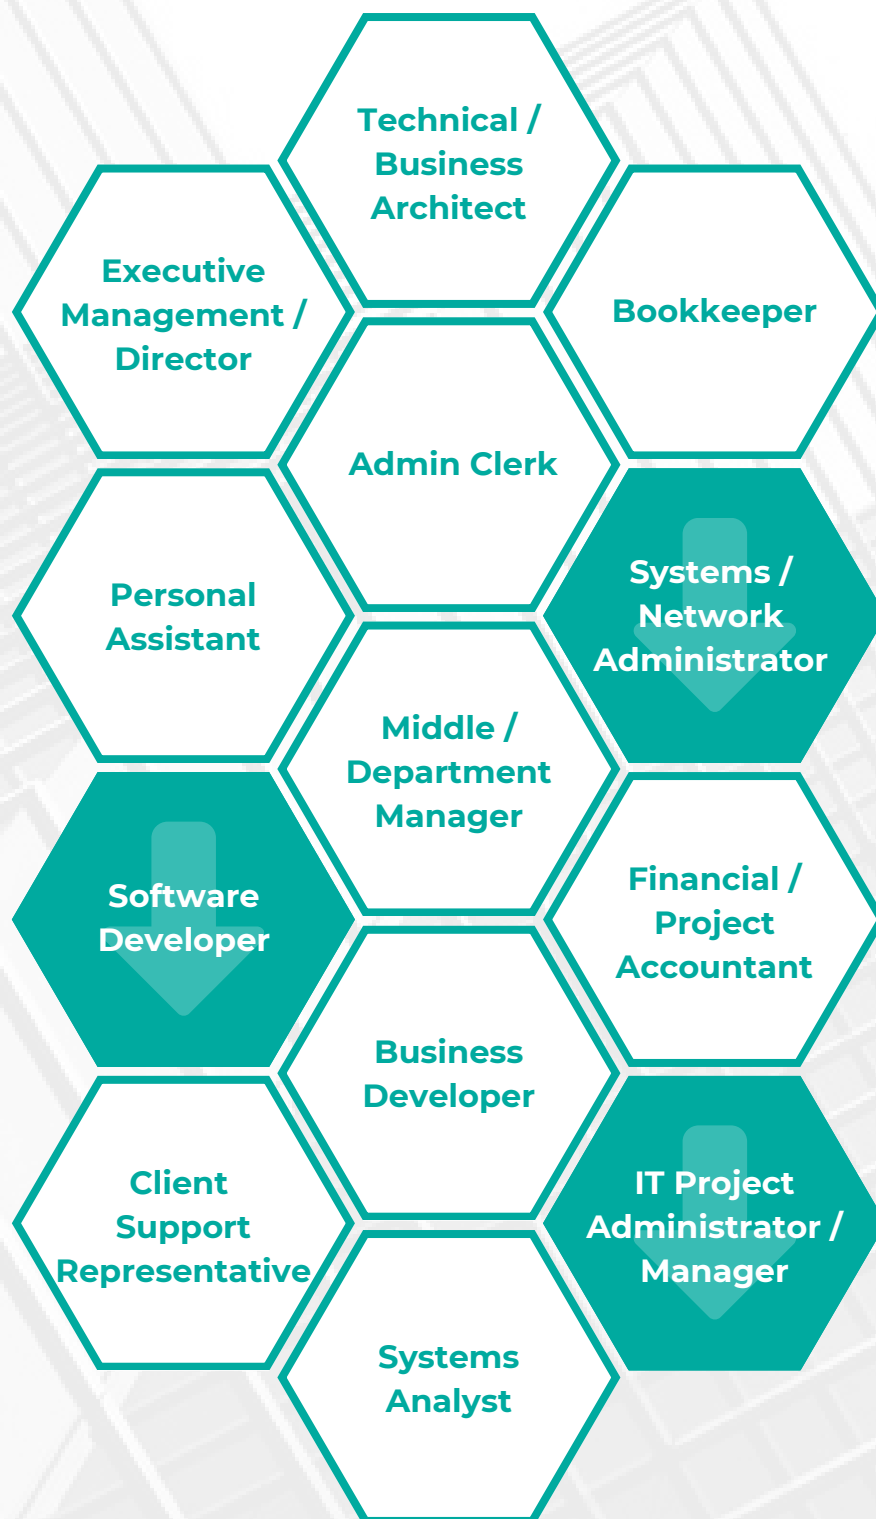 Technical /
Business
Architect
Executive
Management /
Director
Bookkeeper
Admin Clerk
Personal
Assistant
Systems /
Network
Administrator
Middle /
Department
Manager
Software
Developer
Financial /
Project
Accountant
Business
Developer
Client
Support
Representative
IT Project
Administrator /
Manager
Systems
Analyst